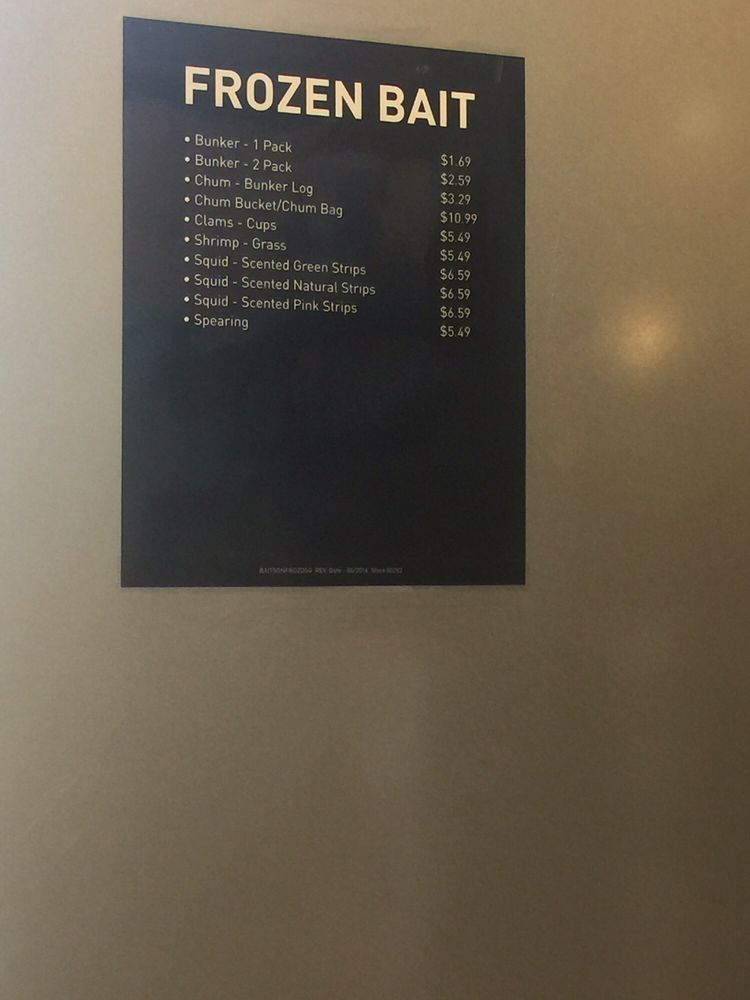 FROZEN BAIT
• Bunker - 1 Pack $1.69
• Bunker - 2 Pack $2.59
• Chum - Bunker Log $3.29
• Chum Bucket/Chum Bag $10.99
• Clams - Cups $5.49
• Shrimp - Grass $5.49
• Squid - Scented Green Strips $6.59
• Squid - Scented Natural Strips $6.59
• Squid - Scented Pink Strips $6.59
• Spearing $5.49
REV. Date